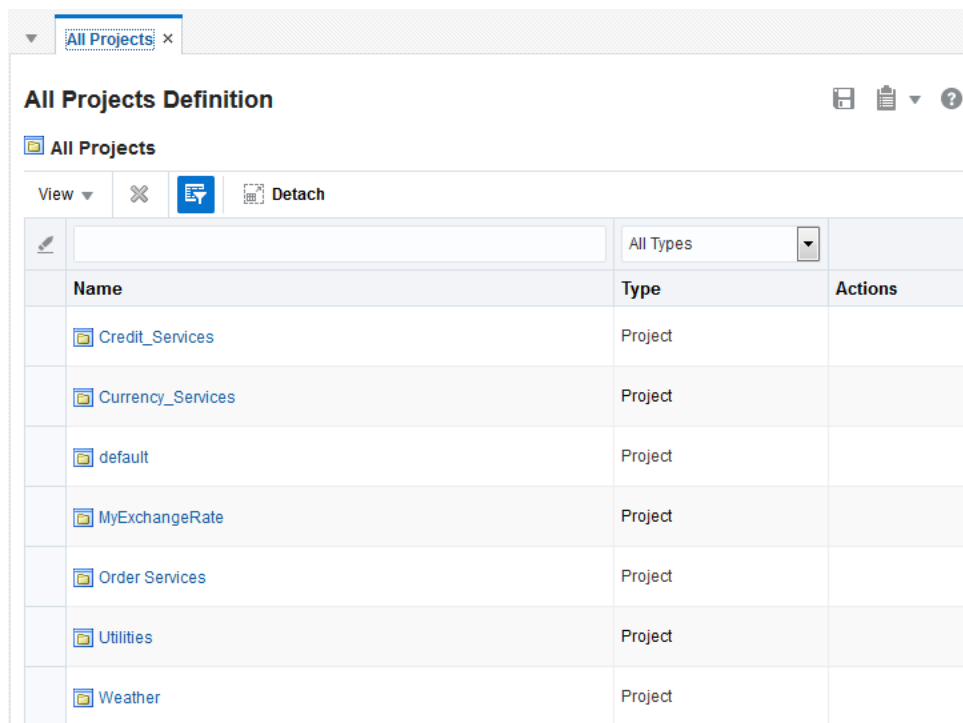 All Projects ×
All Projects Definition
All Projects
View
Detach
All Types
Name Type Actions
Credit_Services Project
Currency_Services Project
default Project
MyExchangeRate Project
Order Services Project
Utilities Project
Weather Project